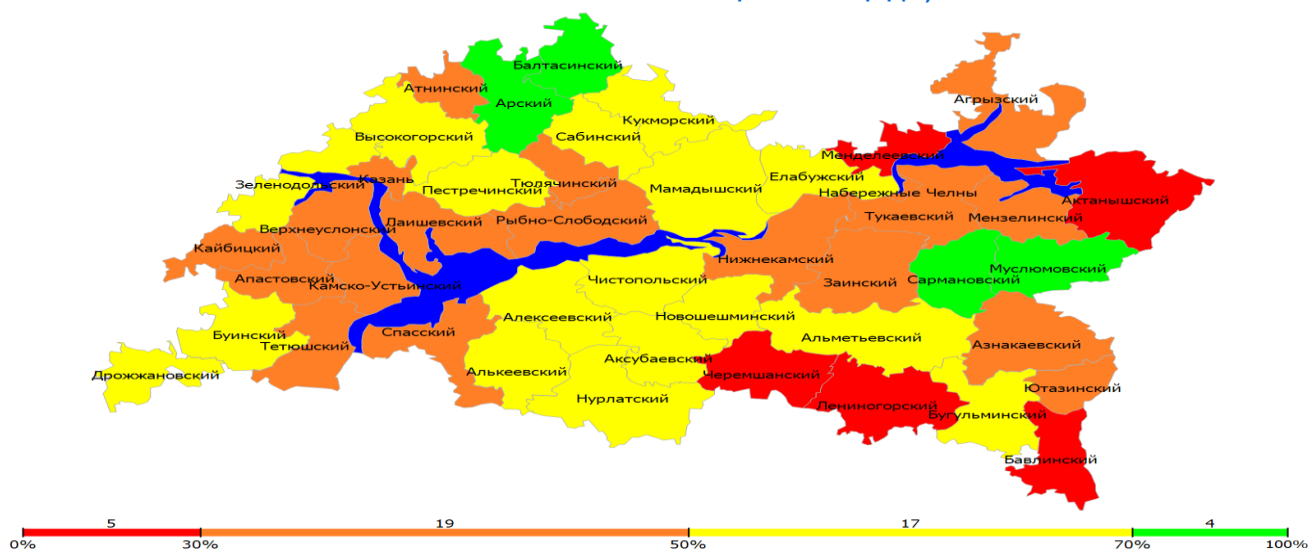 Балтасинский
Атнинский
Арский
Агрызский
Кукморский
Высокогорский
Сабинский
Менделеевский
Елабужский
Казань
Зеленодольский
Тюлячинский
Пестречинский
Мамадышский
Набережные Челны
Актанышский
Лаишевский
Рыбно-Слободский
Тукаевский
Мензелинский
Верхнеуслонский
Кайбицкий
Нижнекамский
Муслюмовский
Апастовский
Чистопольский
Заинский
Сармановский
Камско-Устьинский
Новошешминский
Алексеевский
Спасский
Буинский
Альметьевский
Тетюшский
Азнакаевский
Аксубаевский
Дрожжановский
Алькеевский
Черемшанский
Ютазинский
Нурлатский
Лениногорский
Бугульминский
Бавлинский
5 19 17 4
0% 30% 50% 70% 100%